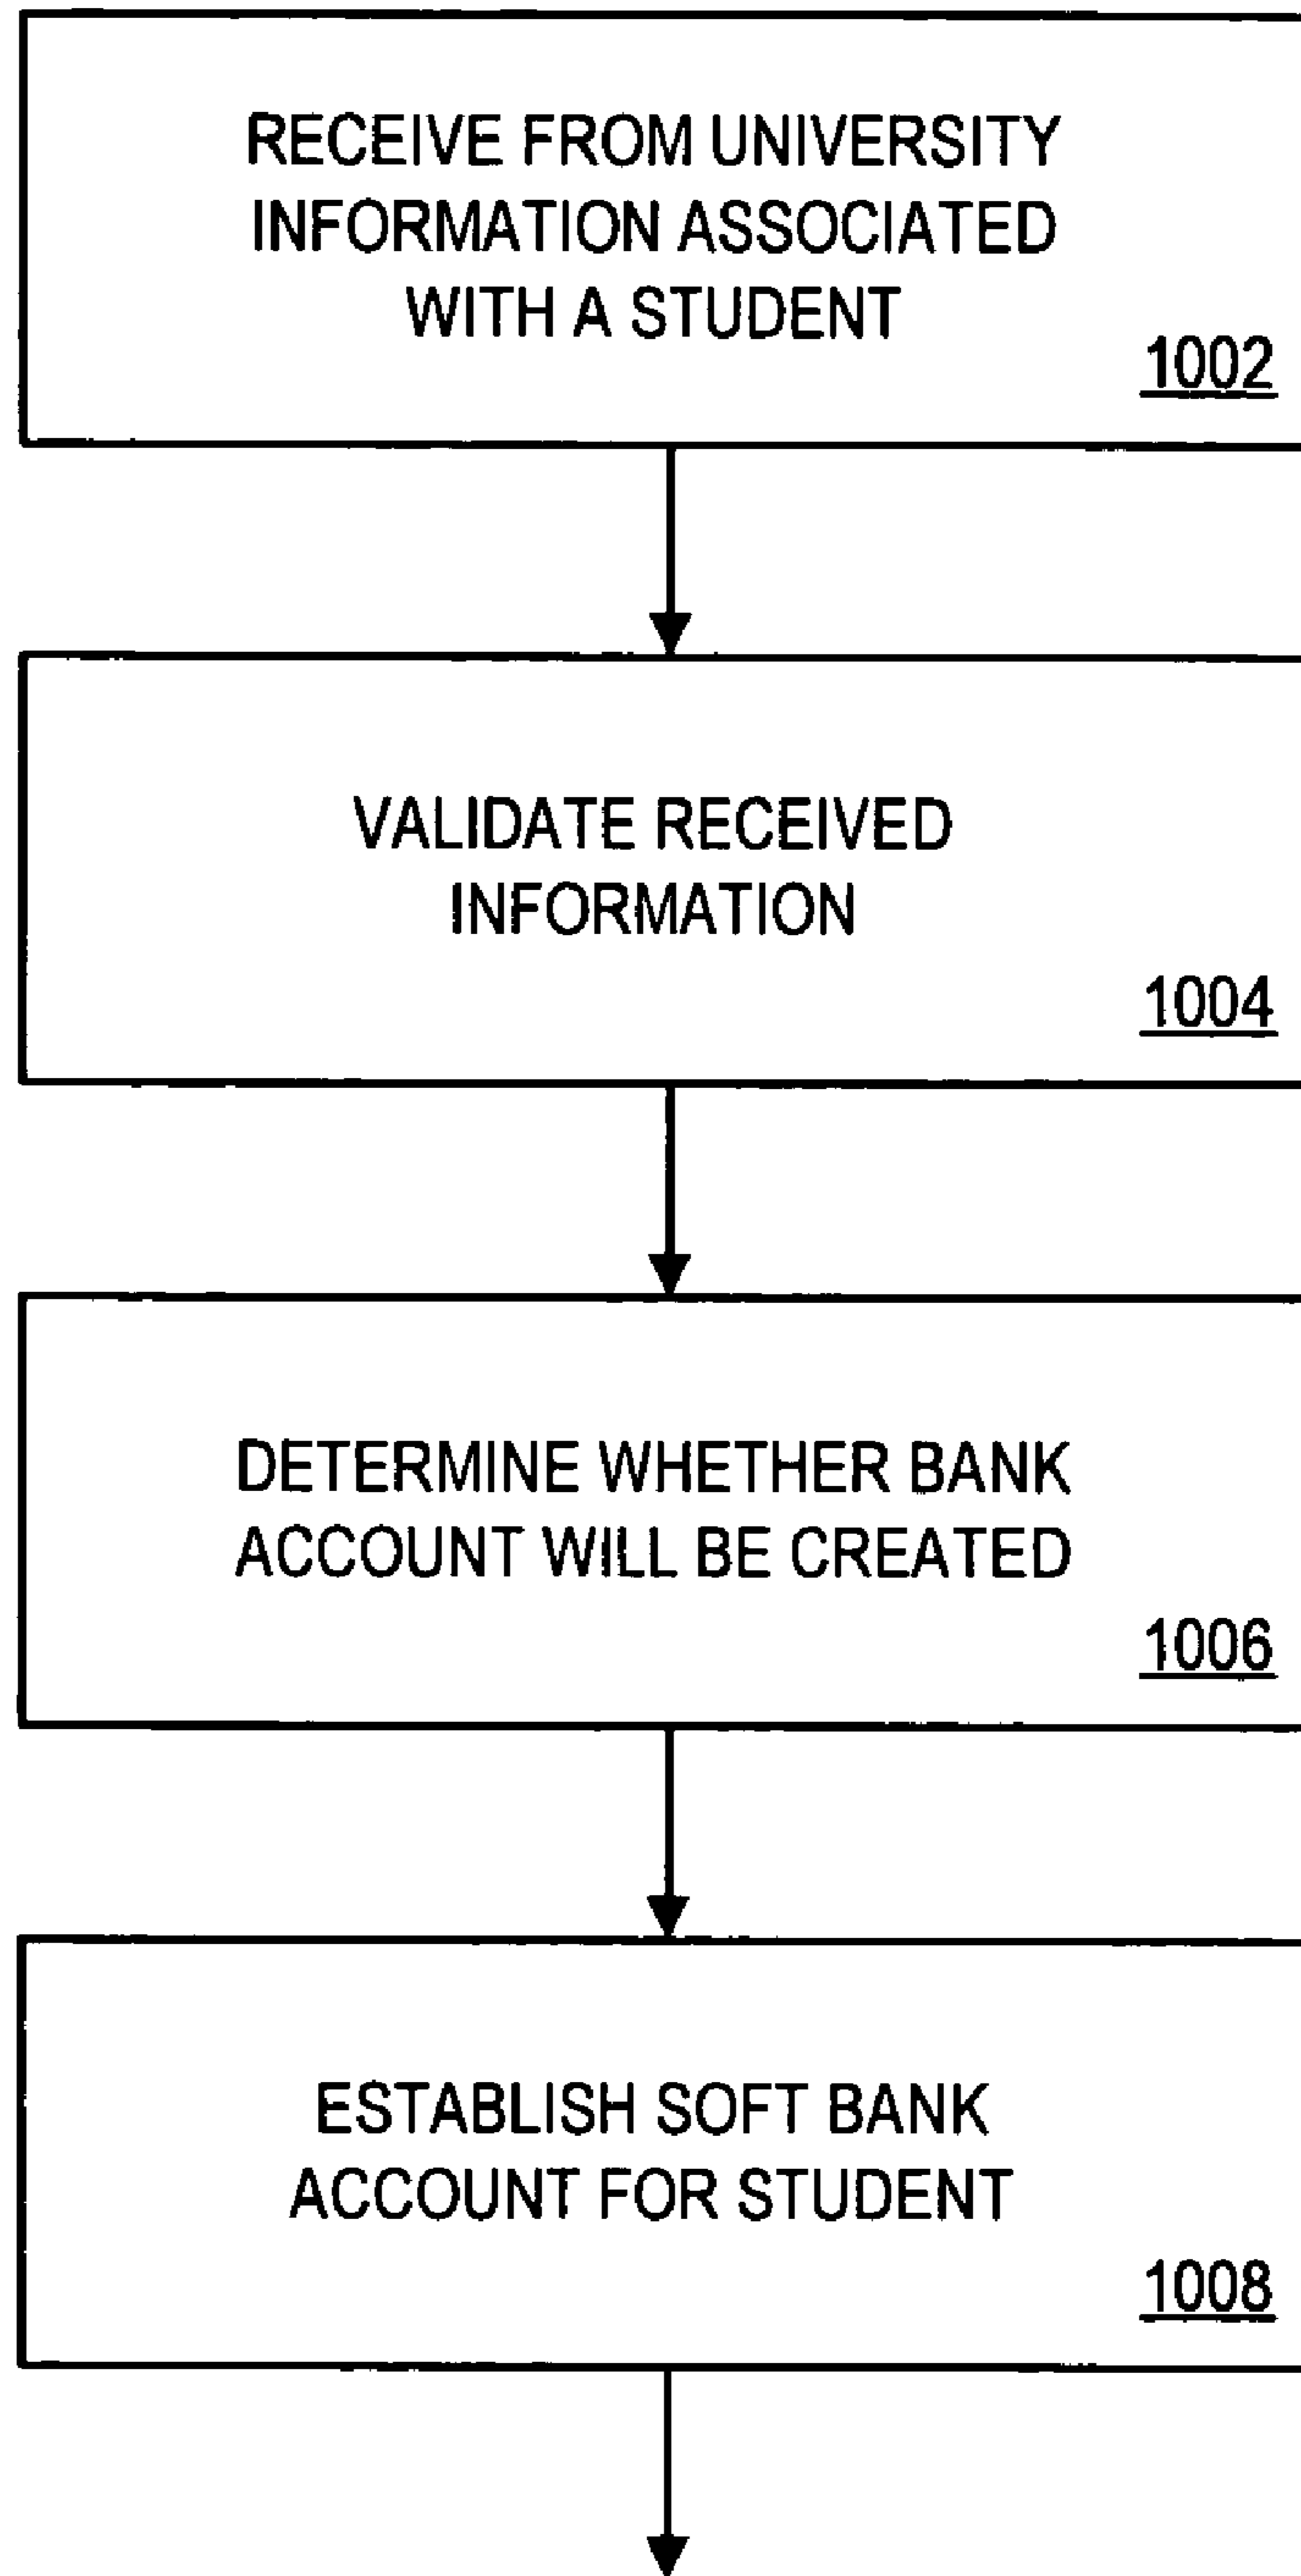 RECEIVE FROM UNIVERSITY
INFORMATION ASSOCIATED
WITH A STUDENT
1002
VALIDATE RECEIVED
INFORMATION
1004
DETERMINE WHETHER BANK
ACCOUNT WILL BE CREATED
1006
ESTABLISH SOFT BANK
ACCOUNT FOR STUDENT
1008